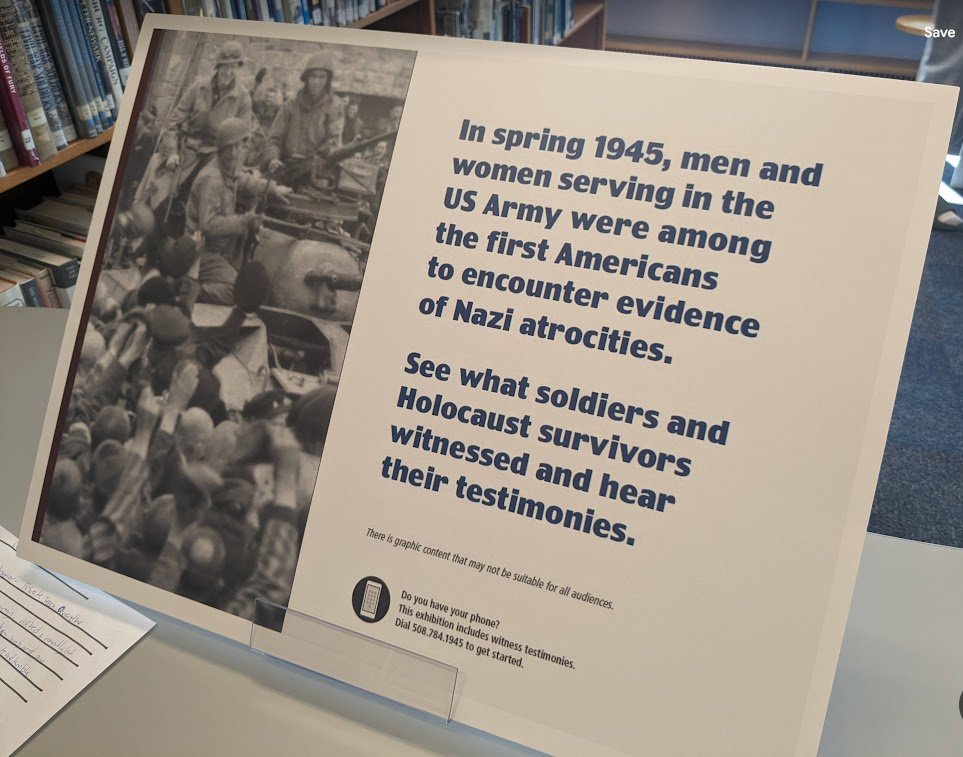 Save
In spring 1945, men and
women serving in the
US Army were among
the first Americans
to encounter evidence
of Nazi atrocities.
See what soldiers and
Holocaust survivors
witnessed and hear
their testimonies.
There is graphic content that may not be suitable for all audiences.
Do you have your phone?
This exhibition includes witness testimonies.
Dial 508.784.1945 to get started.
OF FURY
CAMPAIGN